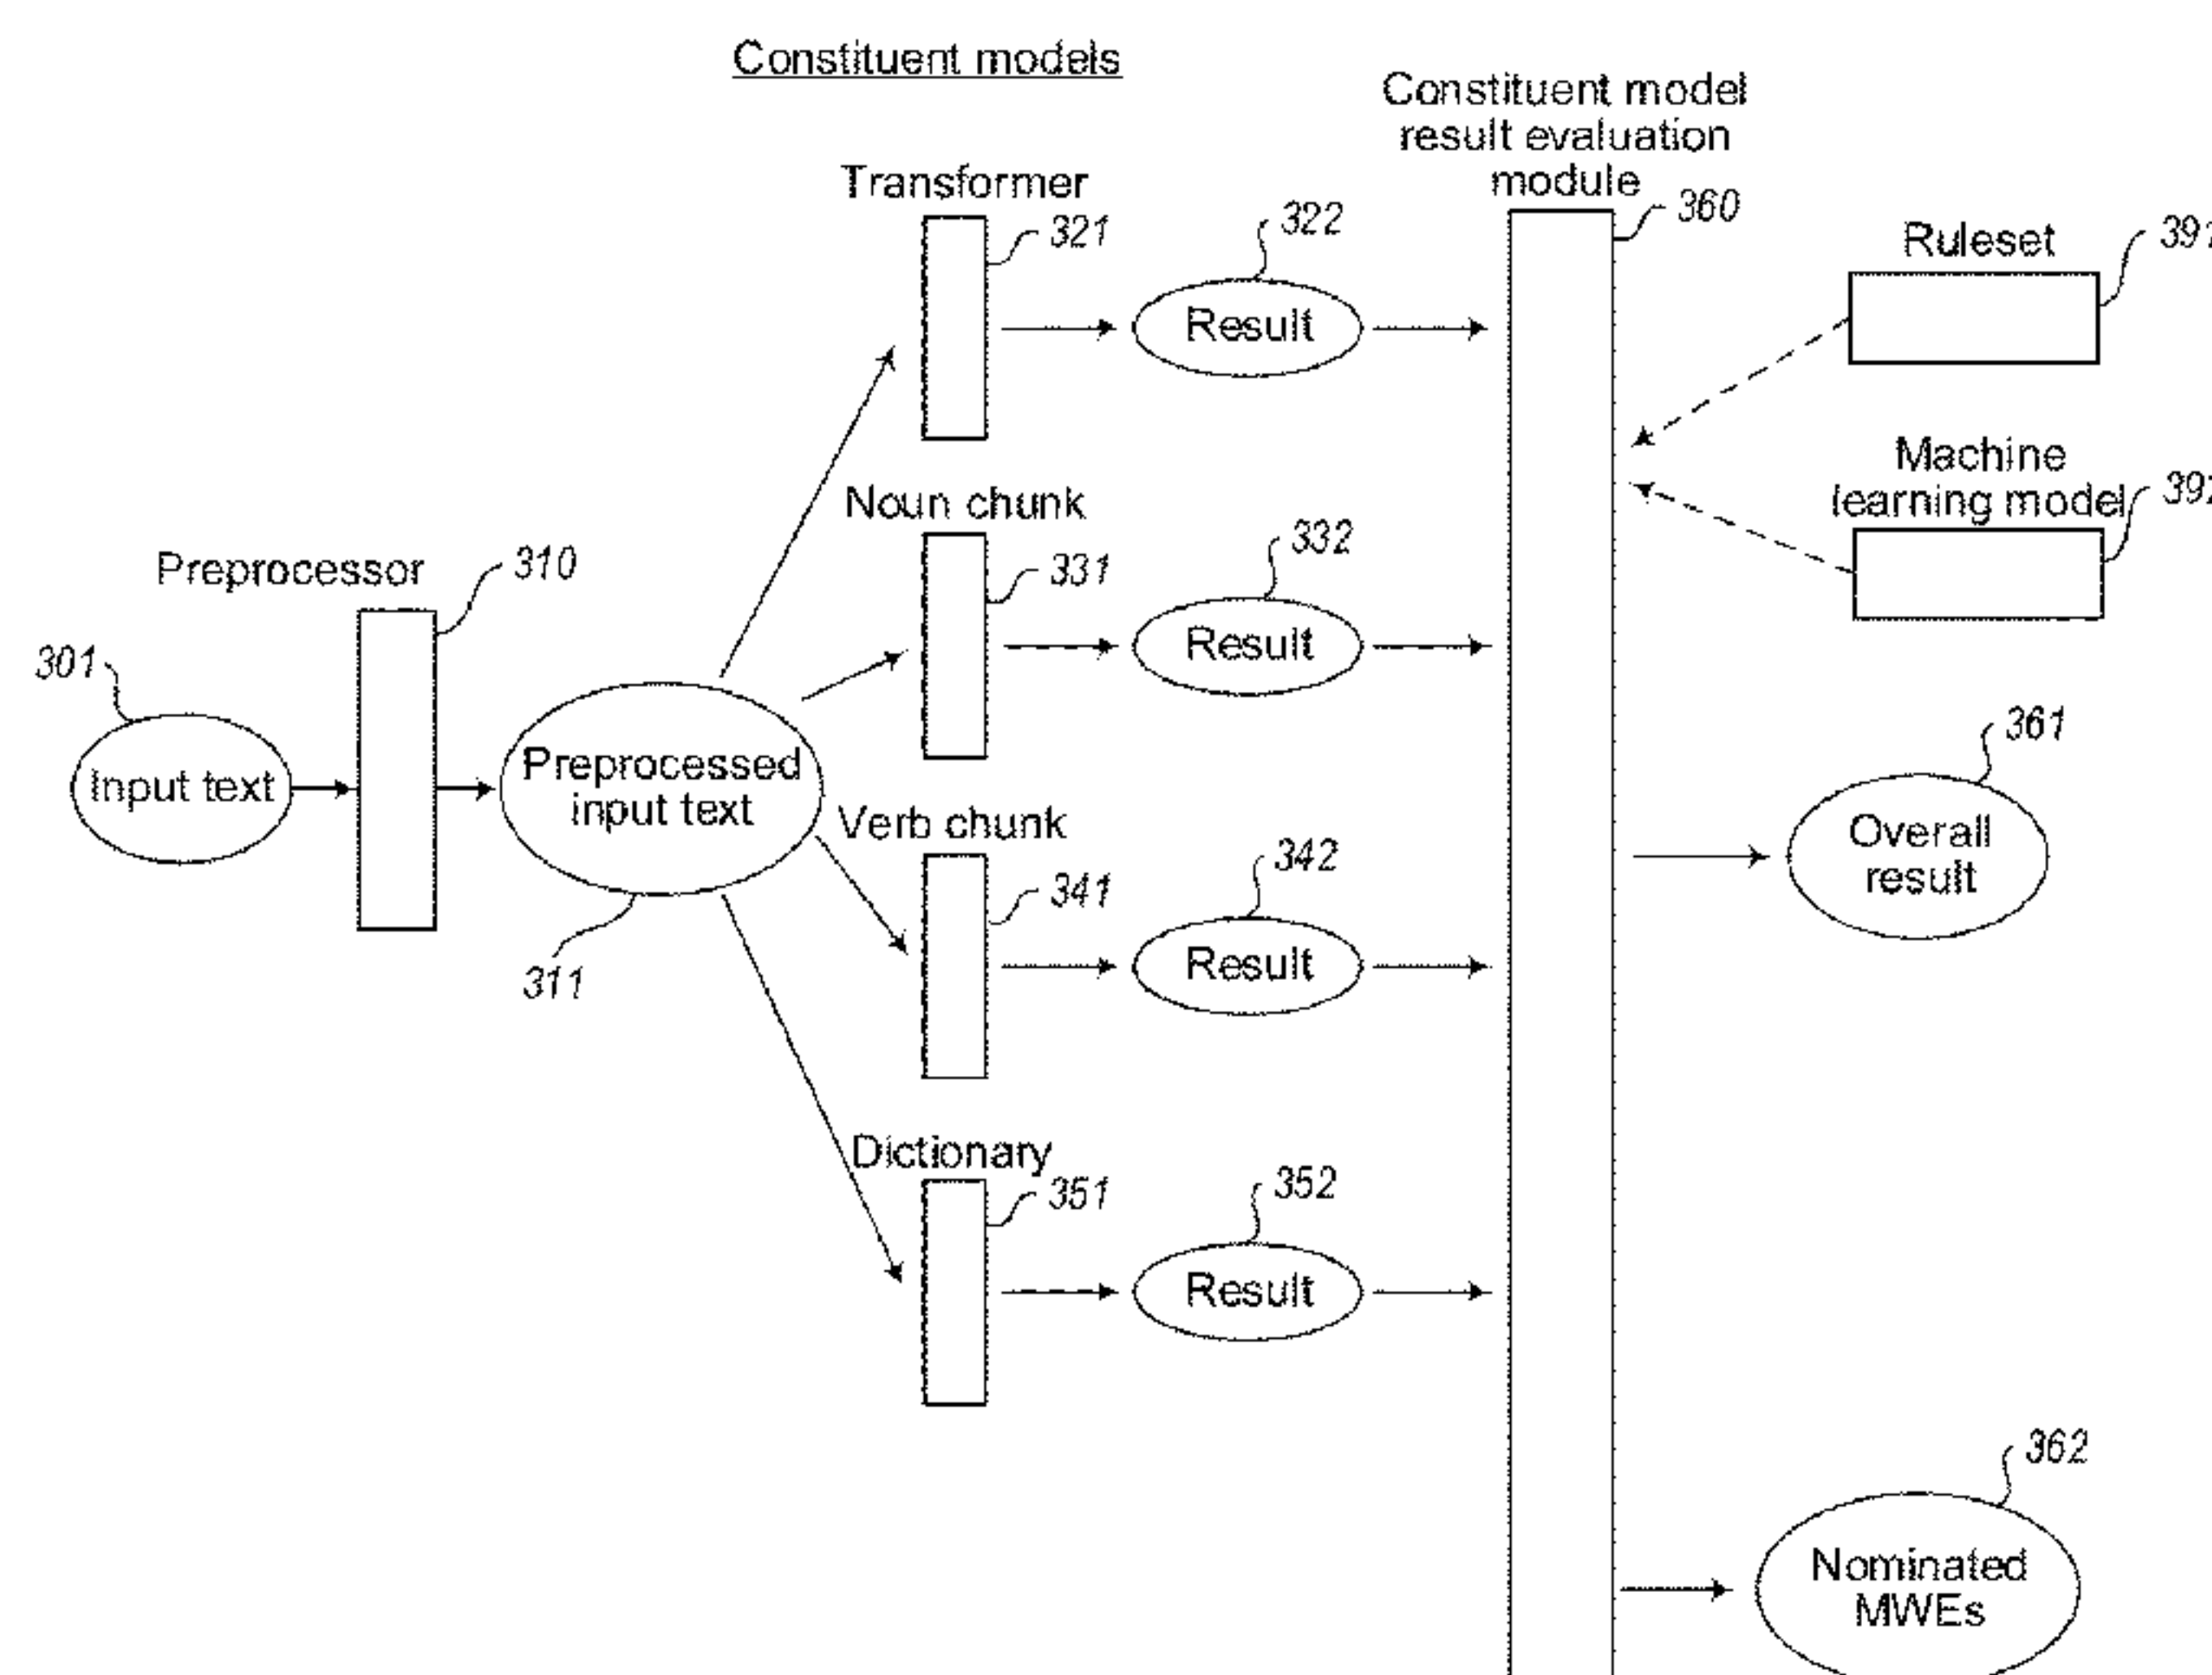 Constituent models
Constituent model
result evaluation
module
360
Transformer
321
322
Result
Ruleset
Noun chunk
331
332
Result
Machine
learning model
Preprocessor
310
301
Input text
Preprocessed
input text
311
Verb chunk
341
342
Result
361
Overall
result
Dictionary
351
352
Result
362
Nominated
MWEs